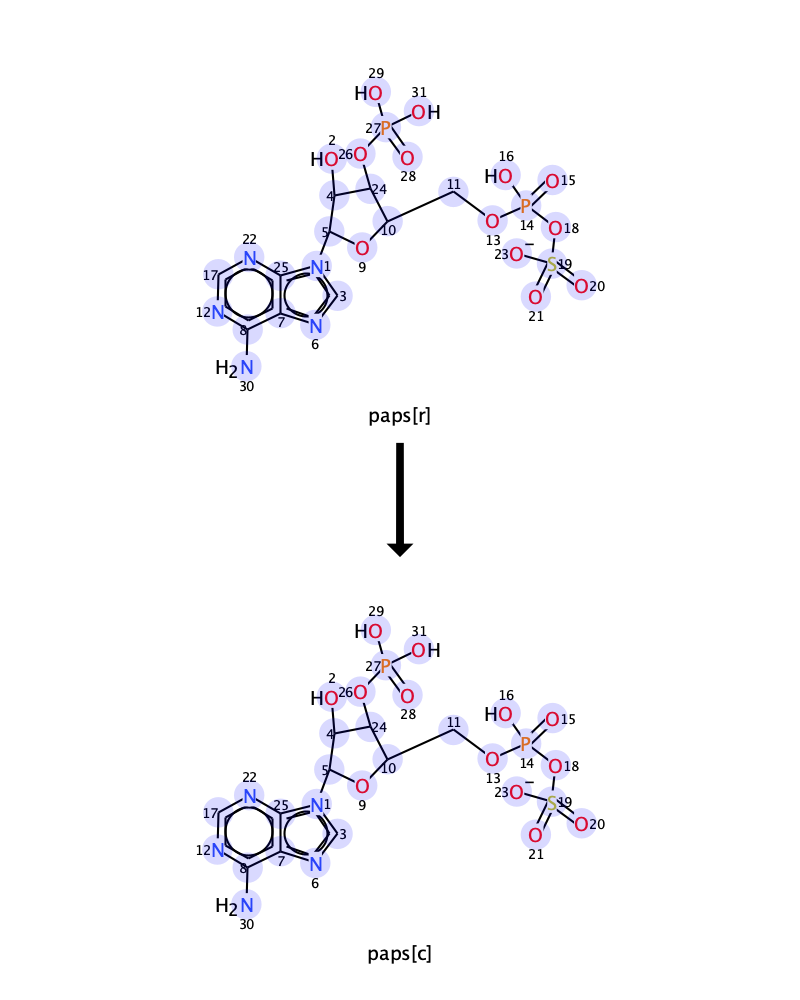 29
HO
31
OH
27
P
2
HO
26
O
O
28
16
HO
O
15
11
4
24
P
14
5
10
O
13
O
18
O
9
22
N
23
O
−
S
19
17
25
N
1
O
20
12
N
3
O
21
8
7
N
6
H2N
30
paps[r]
29
HO
31
OH
27
P
2
HO
26
O
O
28
16
HO
O
15
11
4
24
P
14
5
10
O
13
O
18
O
9
22
N
23
O
−
S
19
17
25
N
1
O
20
12
N
3
O
21
8
7
N
6
H2N
30
paps[c]